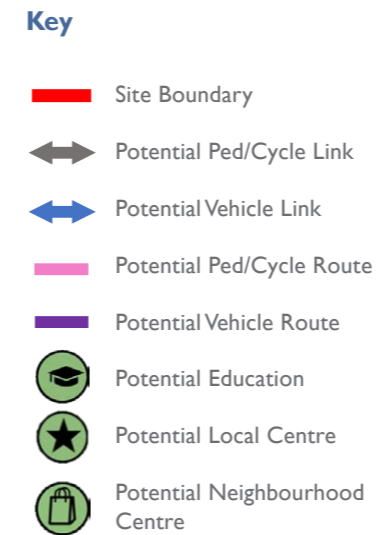 Key
Site Boundary
Potential Ped/Cycle Link
Potential Vehicle Link
Potential Ped/Cycle Route
Potential Vehicle Route
Potential Education
Potential Local Centre
Potential Neighbourhood
Centre